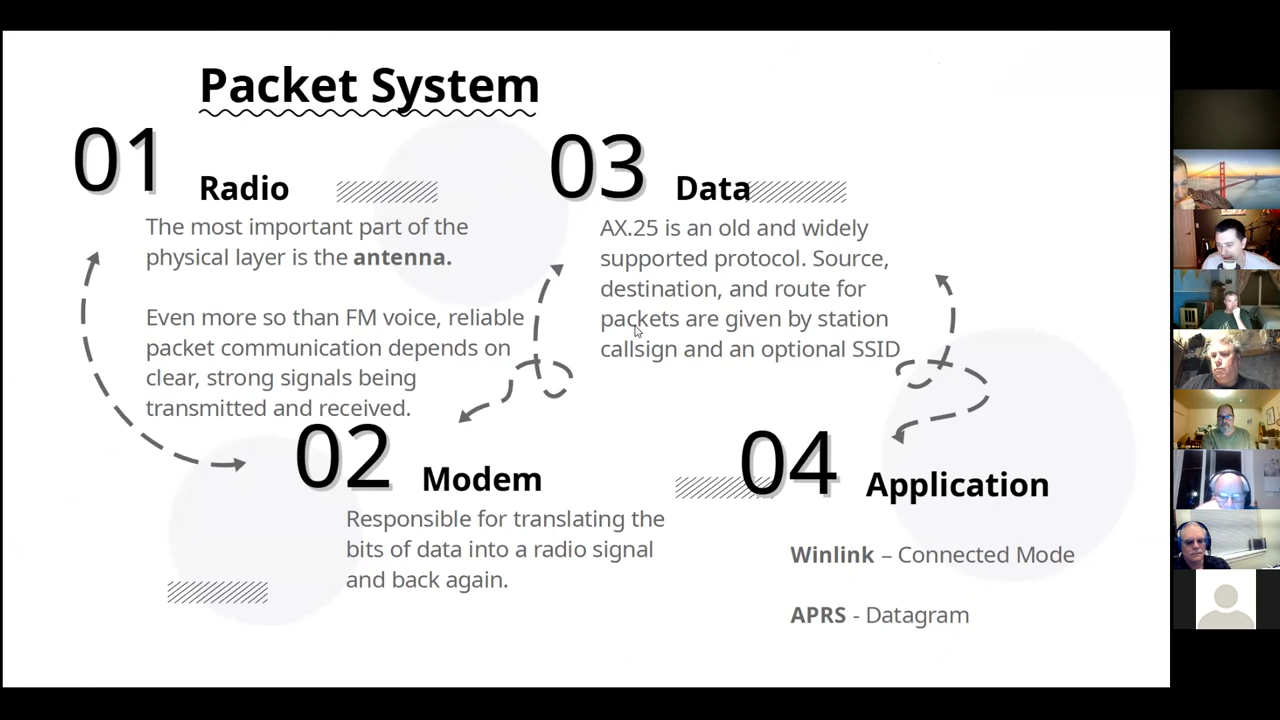 Packet System
01
Radio
The most important part of the
physical layer is the antenna.
Even more so than FM voice, reliable
packet communication depends on
clear, strong signals being
transmitted and received.
02
Modem
Responsible for translating the
bits of data into a radio signal
and back again.
03
Data
AX.25 is an old and widely
supported protocol. Source,
destination, and route for
packets are given by station
callsign and an optional SSID
04
Application
Winlink – Connected Mode
APRS - Datagram